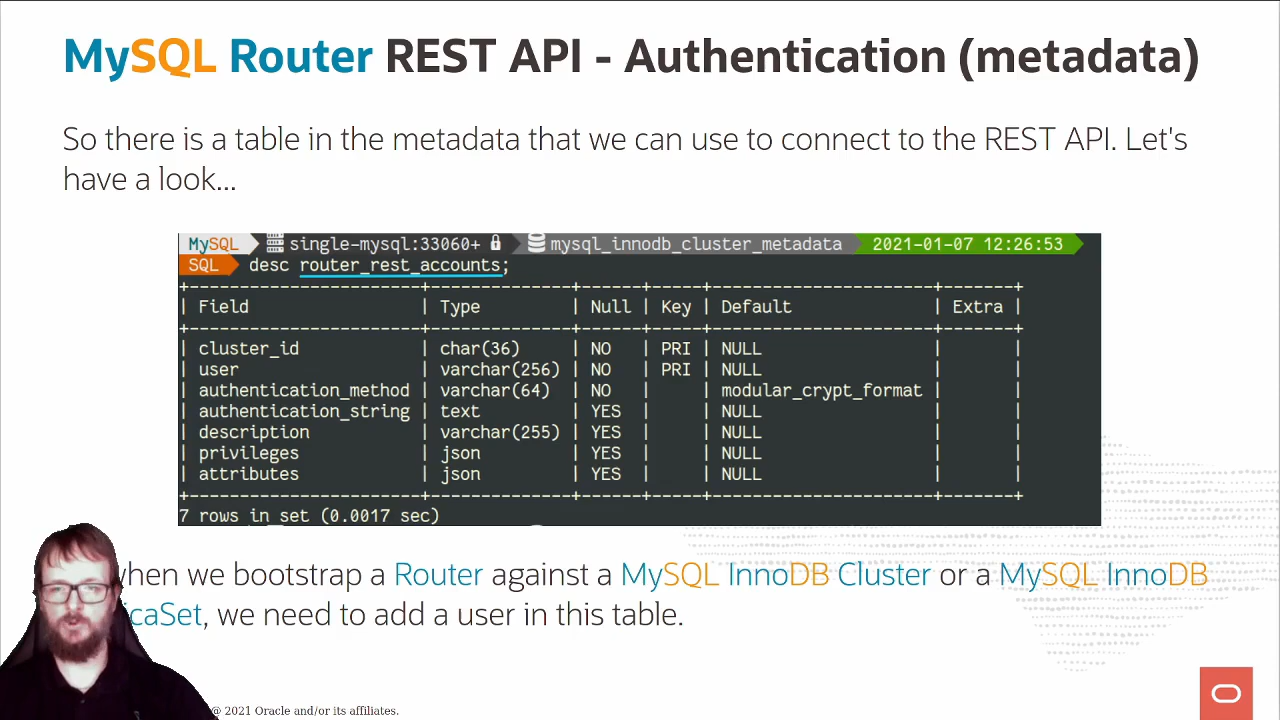 MySQL Router REST API - Authentication (metadata)
So there is a table in the metadata that we can use to connect to the REST API. Let's
have a look...
MySQL single-mysql:33060+ mysql_innodb_cluster_metadata 2021-01-07 12:26:53
SQL desc router_rest_accounts;
+------------------------+--------------+------+-----+----------------------+-------+
| Field | Type | Null | Key | Default | Extra |
+------------------------+--------------+------+-----+----------------------+-------+
| cluster_id | char(36) | NO | PRI | NULL | |
| user | varchar(256) | NO | PRI | NULL | |
| authentication_method | varchar(64) | NO | | modular_crypt_format | |
| authentication_string | text | YES | | NULL | |
| description | varchar(255) | YES | | NULL | |
| privileges | json | YES | | NULL | |
| attributes | json | YES | | NULL | |
+------------------------+--------------+------+-----+----------------------+-------+
7 rows in set (0.0017 sec)
hen we bootstrap a Router against a MySQL InnoDB Cluster or a MySQL InnoDB
caSet, we need to add a user in this table.
@ 2021 Oracle and/or its affiliates.